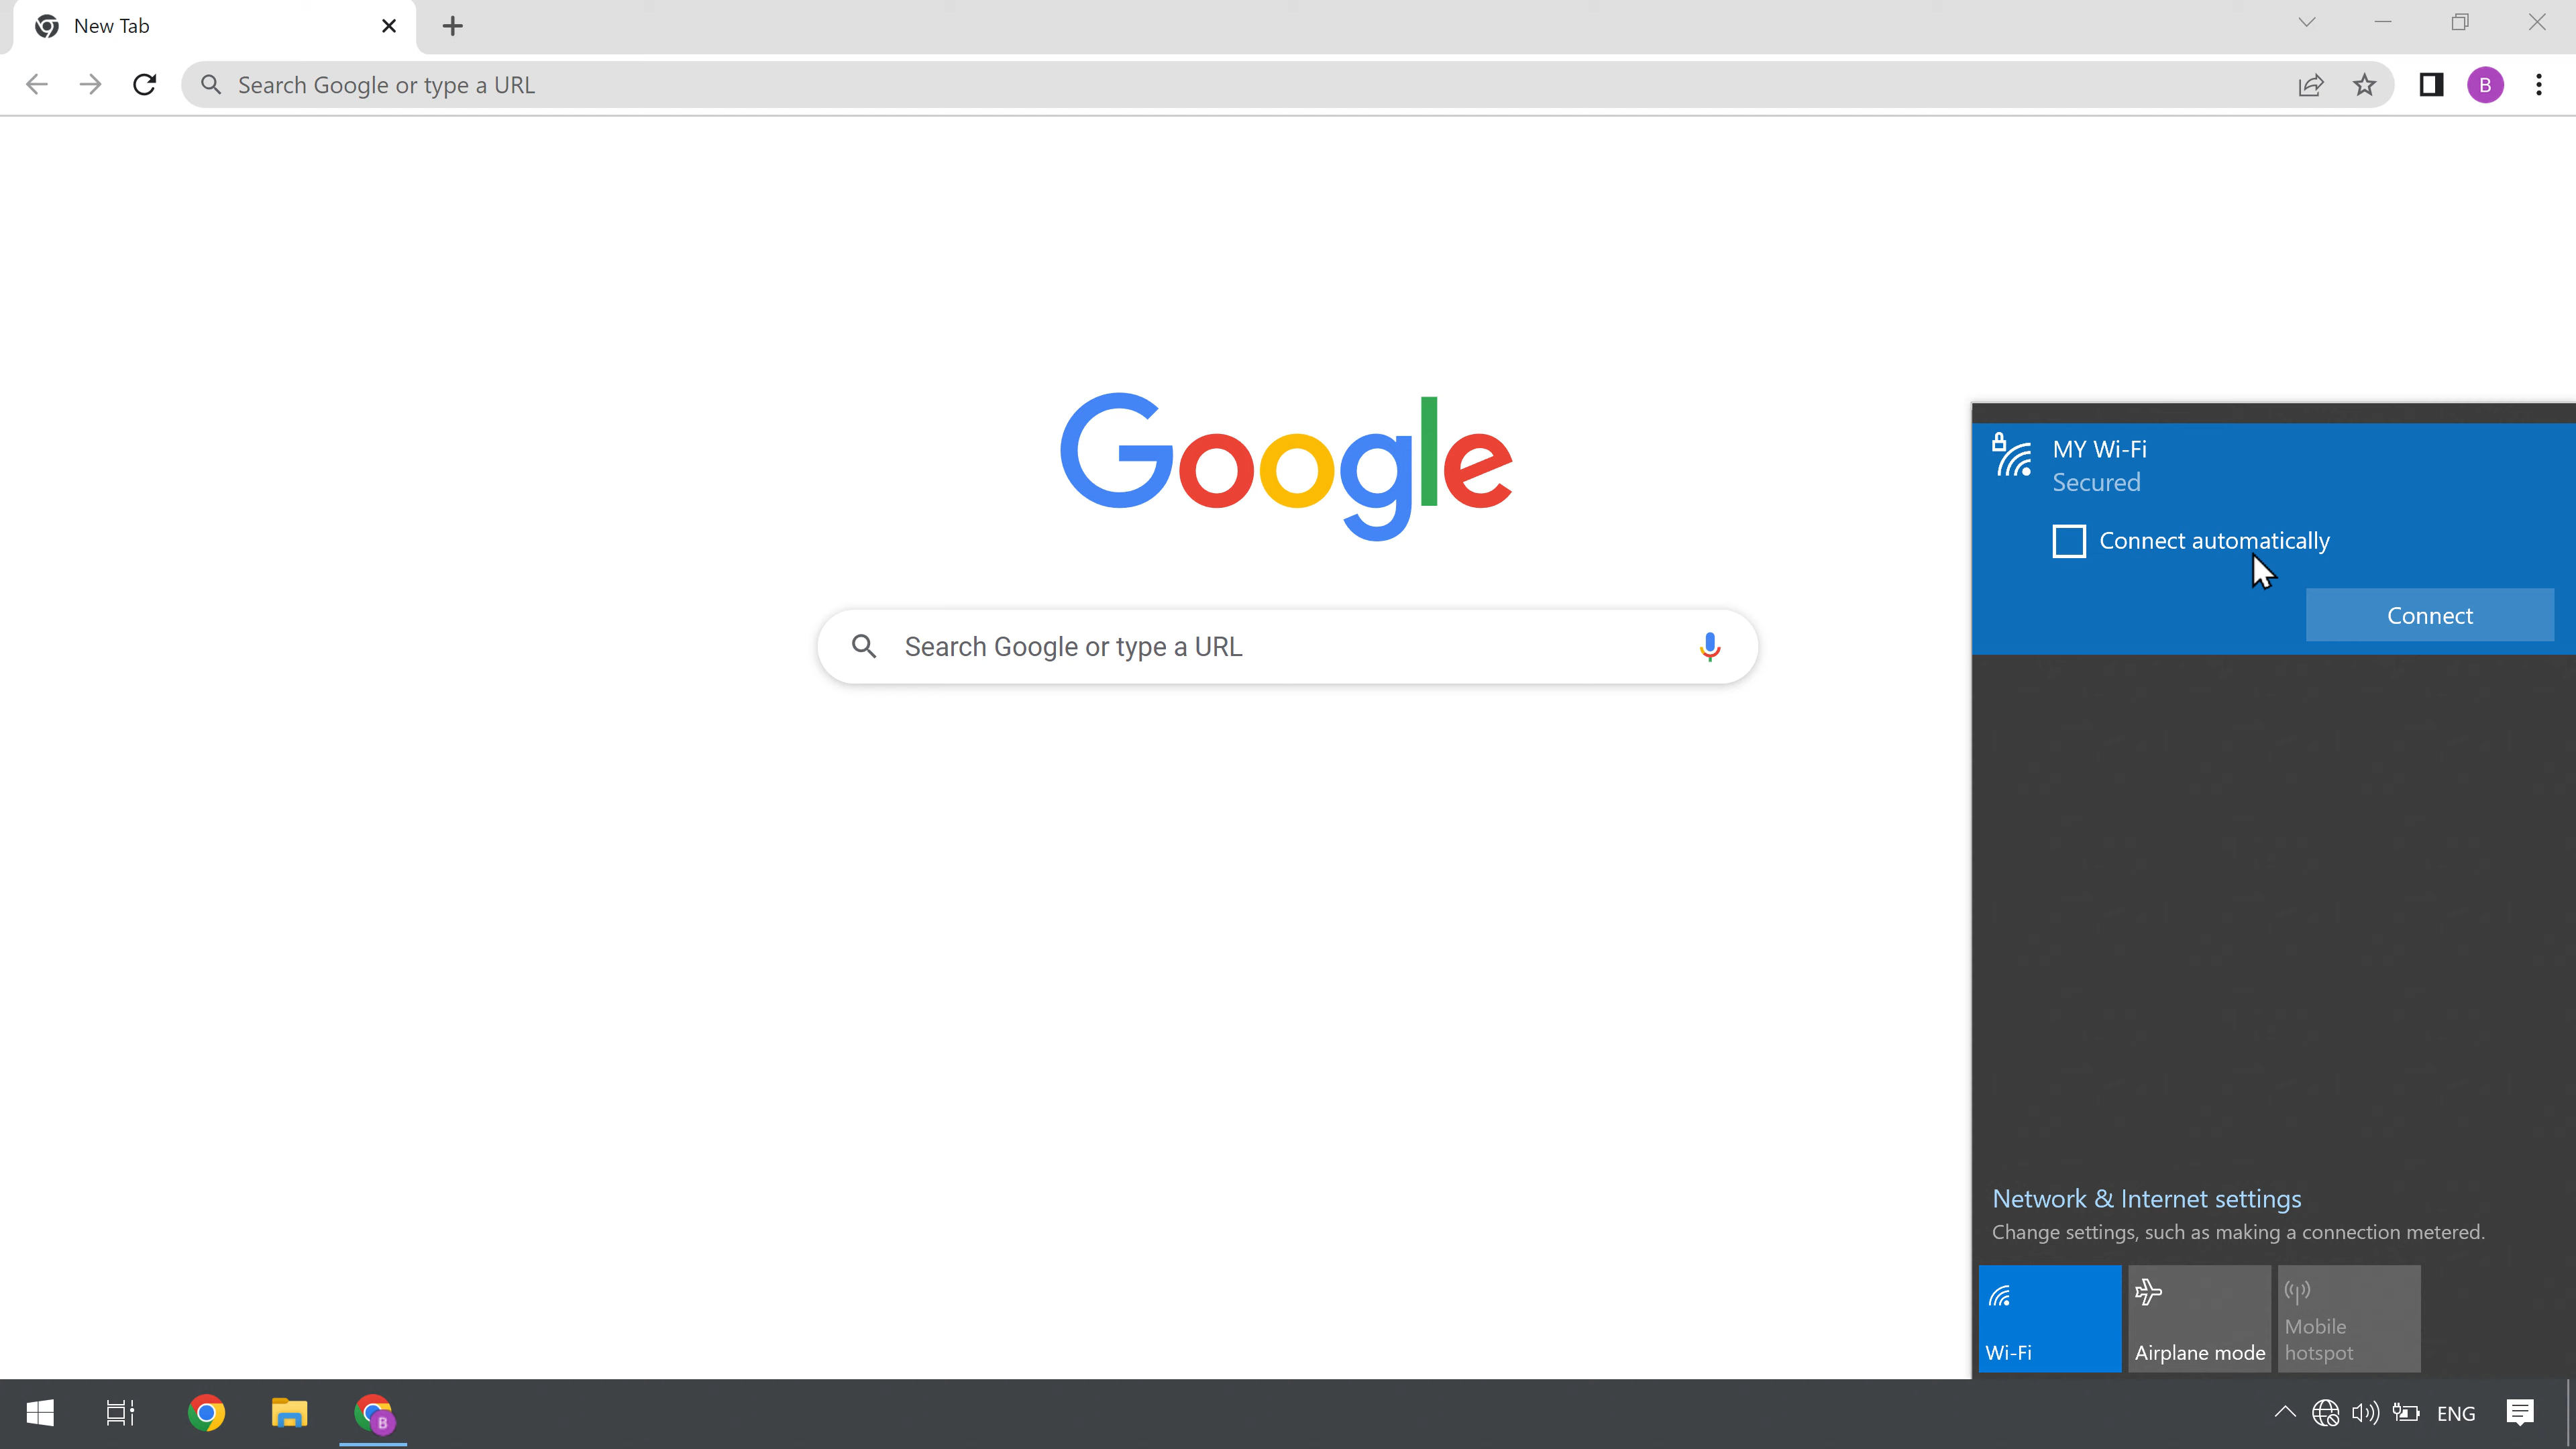 New Tab
Search Google or type a URL
B
Google
Search Google or type a URL
MY Wi-Fi
Secured
Connect automatically
Connect
Network & Internet settings
Change settings, such as making a connection metered.
Wi-Fi
Airplane mode
Mobile
hotspot
B
ENG